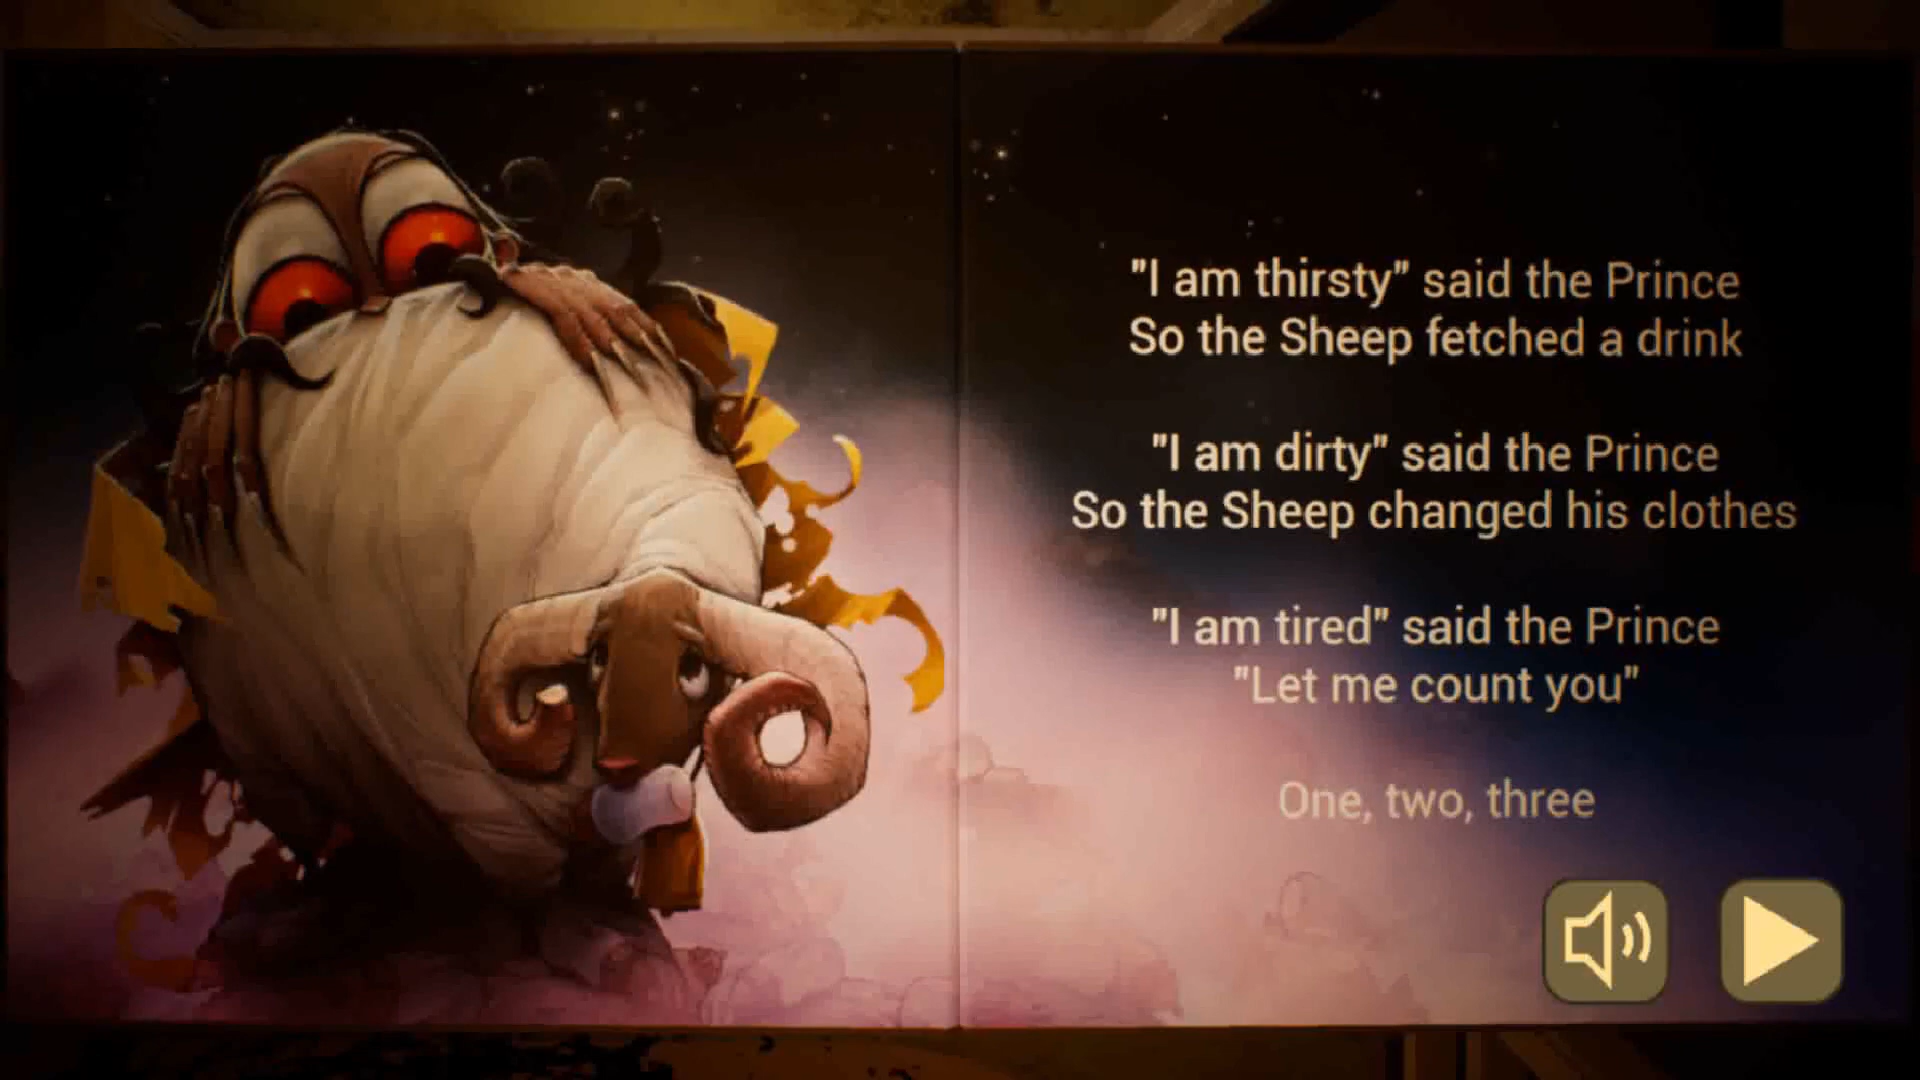 "I am thirsty" said the Prince
So the Sheep fetched a drink
"I am dirty" said the Prince
So the Sheep changed his clothes
"I am tired" said the Prince
"Let me count you"
One, two, three